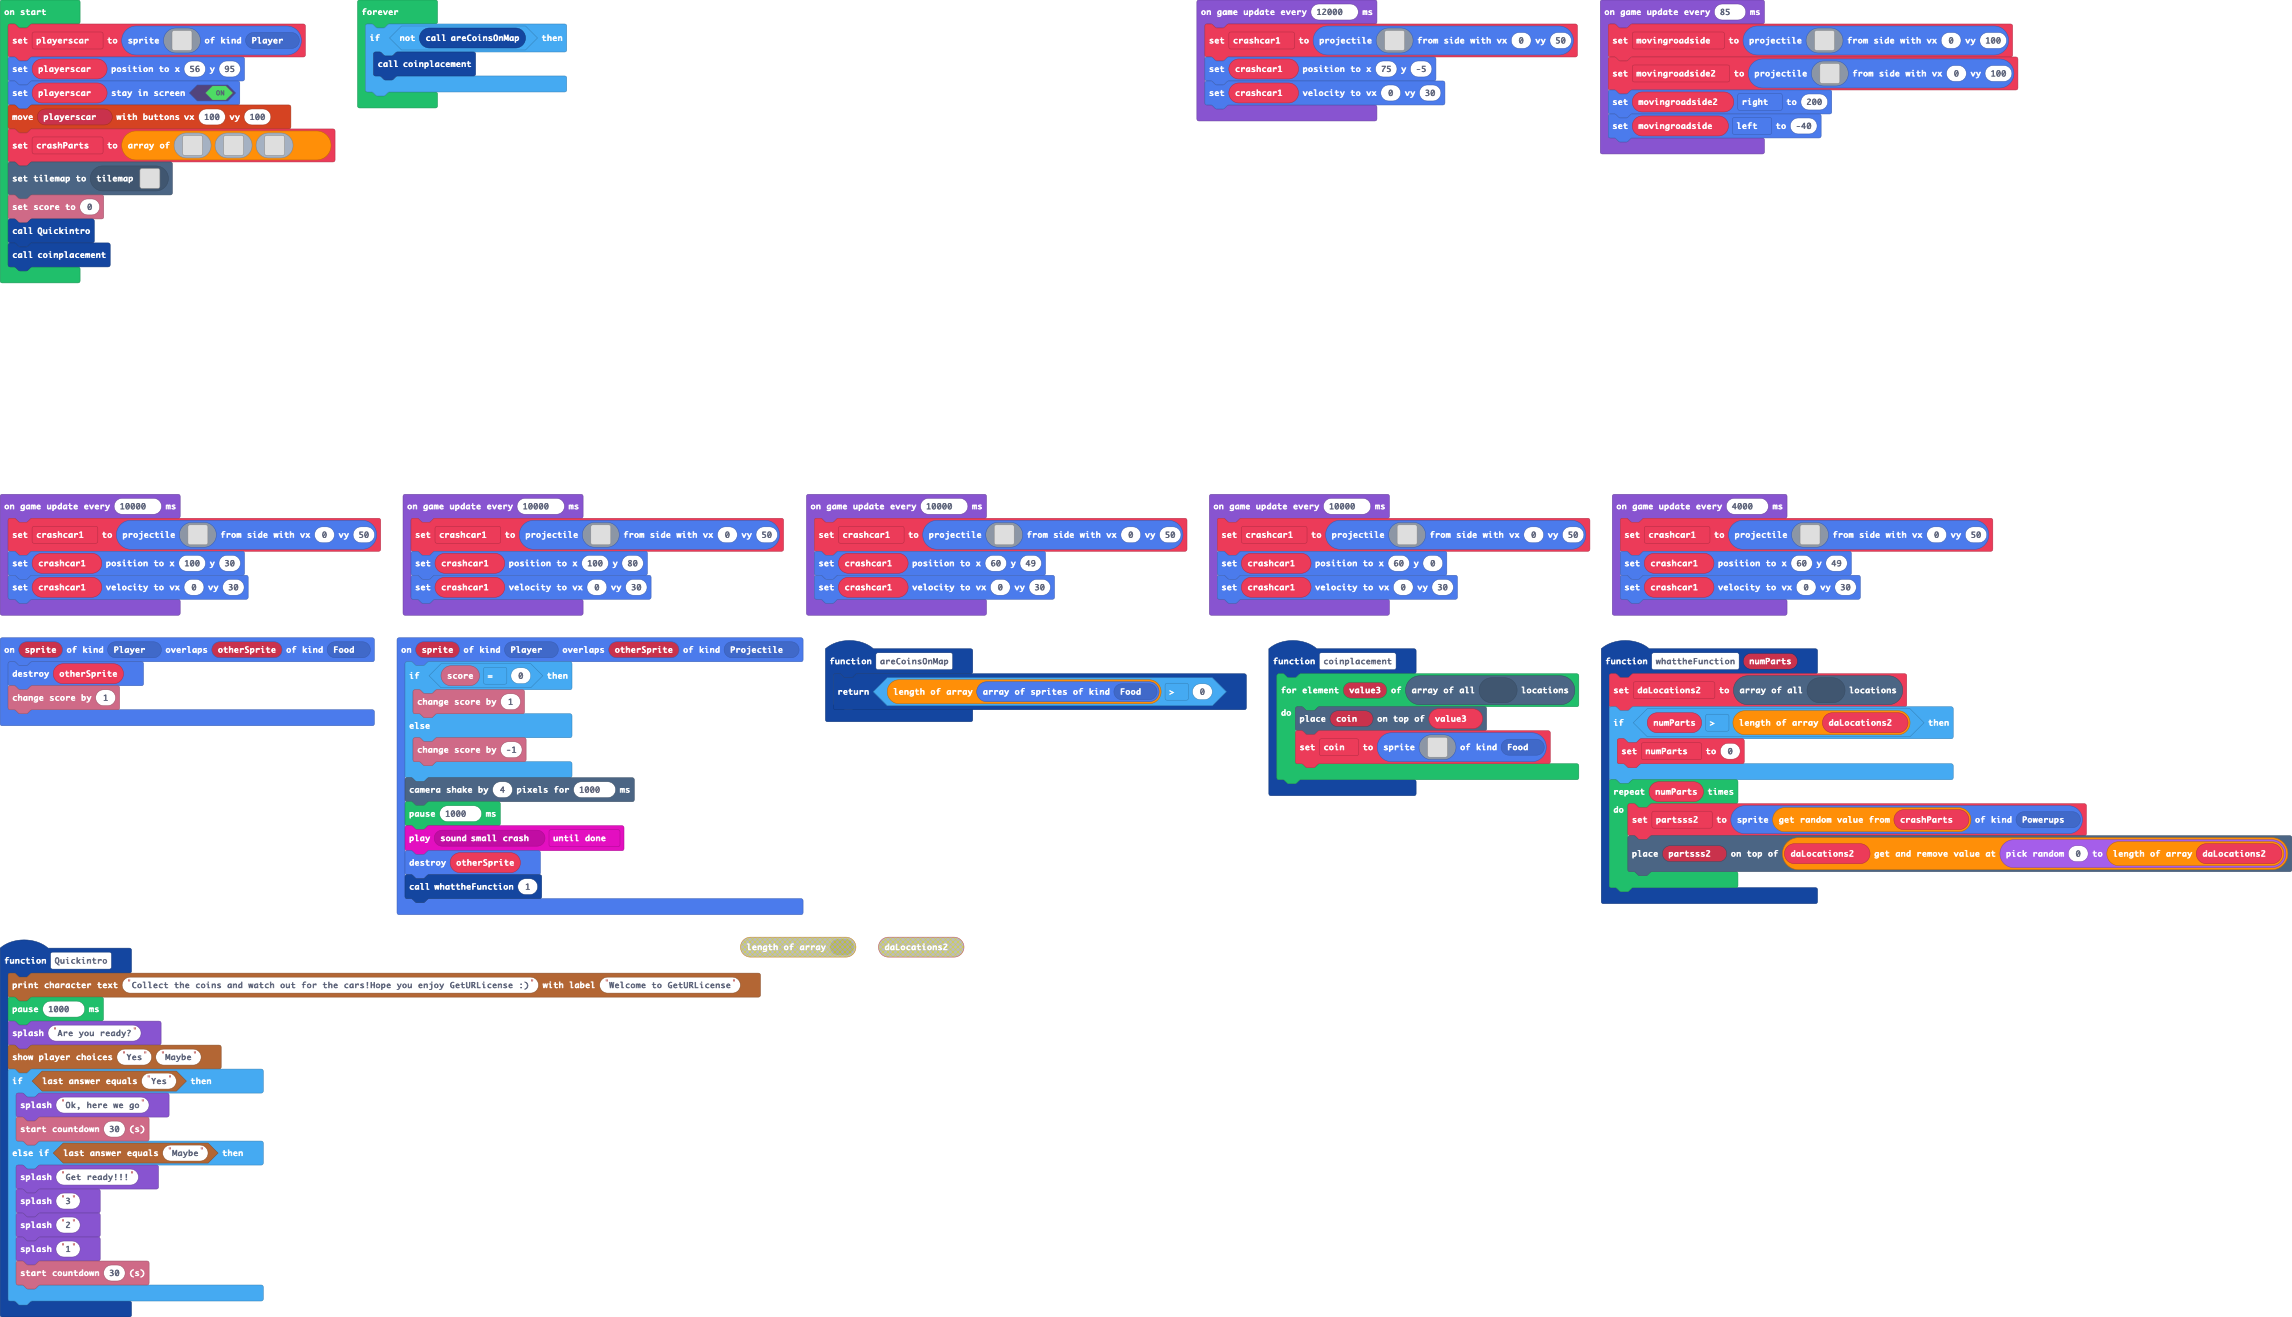 on start
set playerscar to sprite of kind Player
set playerscar position to x 56 y 95
set playerscar stay in screen ON
move playerscar with buttons vx 100 vy 100
set crashParts to array of
set tilemap to tilemap
set score to 0
call Quickintro
call coinplacement
forever
if not call areCoinsOnMap then
call coinplacement
on game update every 12000 ms
set crashcar1 to projectile from side with vx 0 vy 50
set crashcar1 position to x 75 y -5
set crashcar1 velocity to vx 0 vy 30
on game update every 85 ms
set movingroadside to projectile from side with vx 0 vy 100
set movingroadside2 to projectile from side with vx 0 vy 100
set movingroadside2 right to 200
set movingroadside left to -40
on game update every 10000 ms
set crashcar1 to projectile from side with vx 0 vy 50
set crashcar1 position to x 100 y 30
set crashcar1 velocity to vx 0 vy 30
on game update every 10000 ms
set crashcar1 to projectile from side with vx 0 vy 50
set crashcar1 position to x 100 y 80
set crashcar1 velocity to vx 0 vy 30
on game update every 10000 ms
set crashcar1 to projectile from side with vx 0 vy 50
set crashcar1 position to x 60 y 49
set crashcar1 velocity to vx 0 vy 30
on game update every 10000 ms
set crashcar1 to projectile from side with vx 0 vy 50
set crashcar1 position to x 60 y 0
set crashcar1 velocity to vx 0 vy 30
on game update every 4000 ms
set crashcar1 to projectile from side with vx 0 vy 50
set crashcar1 position to x 60 y 49
set crashcar1 velocity to vx 0 vy 30
on sprite of kind Player overlaps otherSprite of kind Food
destroy otherSprite
change score by 1
on sprite of kind Player overlaps otherSprite of kind Projectile
if score = 0 then
change score by 1
else
change score by -1
camera shake by 4 pixels for 1000 ms
pause 1000 ms
play sound small crash until done
destroy otherSprite
call whattheFunction 1
function areCoinsOnMap
return length of array array of sprites of kind Food > 0
function coinplacement
for element value3 of array of all locations
do place coin on top of value3
set coin to sprite of kind Food
function whattheFunction numParts
set daLocations2 to array of all locations
if numParts > length of array daLocations2 then
set numParts to 0
repeat numParts times
do set partsss2 to sprite get random value from crashParts of kind Powerups
place partsss2 on top of daLocations2 get and remove value at pick random 0 to length of array daLocations2
function Quickintro
print character text "Collect the coins and watch out for the cars!Hope you enjoy GetURLicense :)" with label "Welcome to GetURLicense"
pause 1000 ms
splash "Are you ready?"
show player choices "Yes" "Maybe"
if last answer equals "Yes" then
splash "Ok, here we go"
start countdown 30 (s)
else if last answer equals "Maybe" then
splash "Get ready!!!"
splash "3"
splash "2"
splash "1"
start countdown 30 (s)
length of array
daLocations2